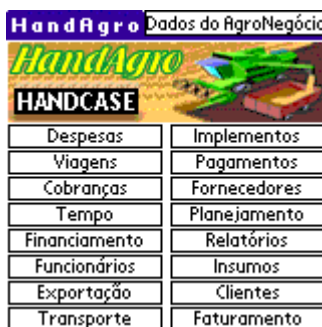 HandAgro Dados do AgroNegócio
HandAgro
HANDCASE
Despesas Implementos
Viagens Pagamentos
Cobranças Fornecedores
Tempo Planejamento
Financiamento Relatórios
Funcionários Insumos
Exportação Clientes
Transporte Faturamento